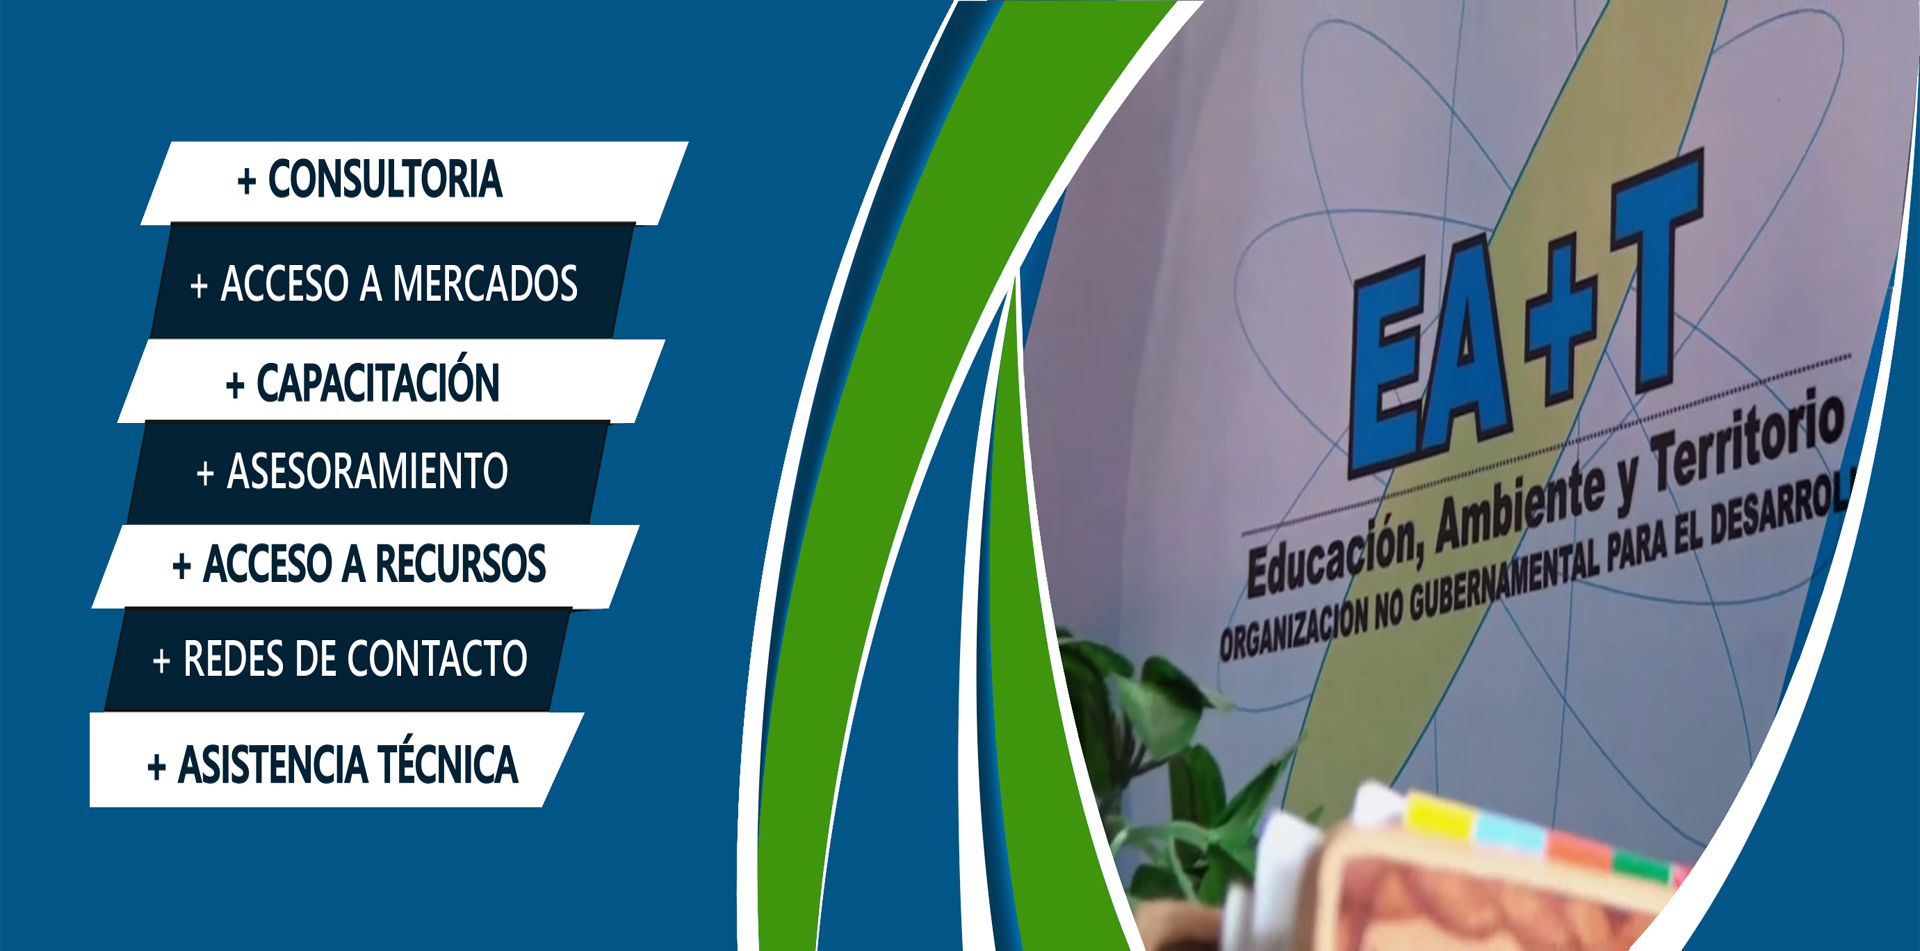 + CONSULTORIA
+ ACCESO A MERCADOS
+ CAPACITACIÓN
+ ASESORAMIENTO
+ ACCESO A RECURSOS
+ REDES DE CONTACTO
+ ASISTENCIA TÉCNICA
EA+T
Educación, Ambiente y Territorio
ORGANIZACION NO GUBERNAMENTAL PARA EL DESARROL